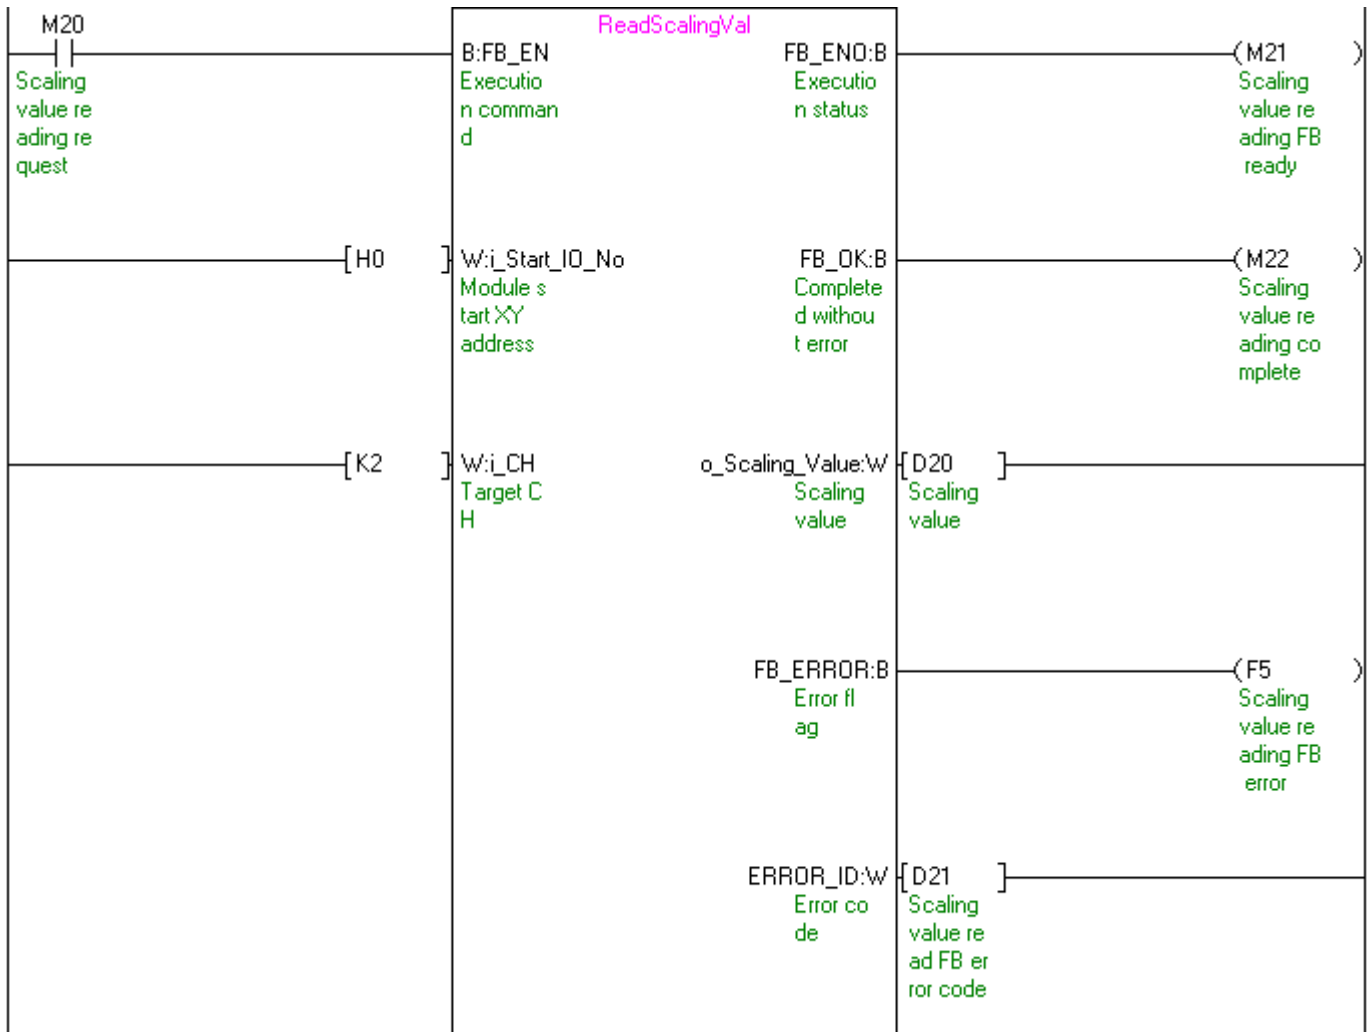 M20
ReadScalingVal
B:FB_EN
FB_ENO:B
(M21 )
Scaling
value re
ading re
quest
Executio
n comman
d
Executio
n status
Scaling
value re
ading FB
ready
[H0 ]
W:i_Start_IO_No
FB_OK:B
(M22 )
Module s
tart XY
address
Complete
d withou
t error
Scaling
value re
ading co
mplete
[K2 ]
W:i_CH
o_Scaling_Value:W
[D20 ]
Target C
H
Scaling
value
Scaling
value
FB_ERROR:B
(F5 )
Error fl
ag
Scaling
value re
ading FB
error
ERROR_ID:W
[D21 ]
Error co
de
Scaling
value re
ad FB er
ror code